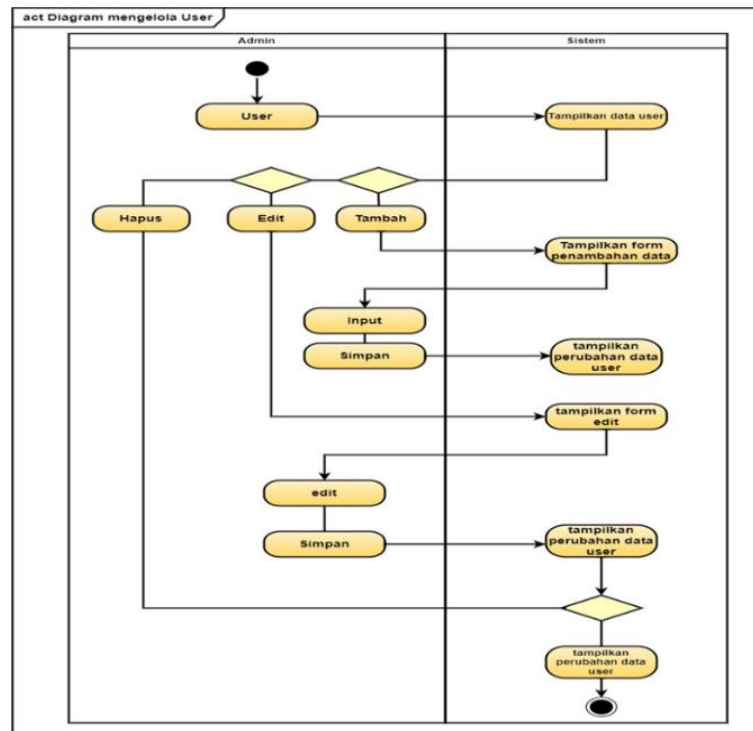 act Diagram mengelola User
Admin
Sistem
User
Tampilkan data user
Hapus
Edit
Tambah
Tampilkan form
penambahan data
Input
Simpan
tampilkan
perubahan data
user
tampilkan form
edit
edit
Simpan
tampilkan
perubahan data
user
tampilkan
perubahan data
user